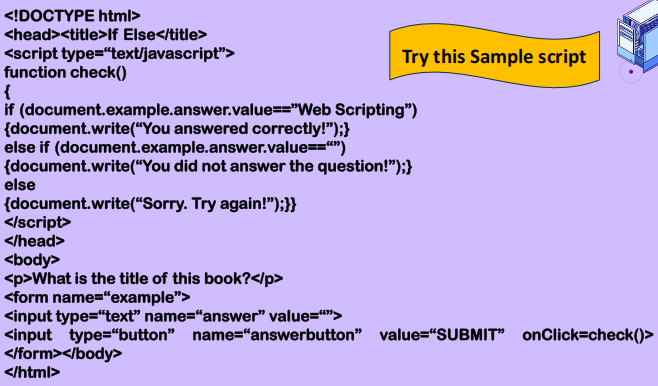 <!DOCTYPE html>
<head><title>If Else</title>
<script type=“text/javascript”>
function check()
{
if (document.example.answer.value==”Web Scripting”)
{document.write(“You answered correctly!”);}
else if (document.example.answer.value==“”)
{document.write(“You did not answer the question!”);}
else
{document.write(“Sorry. Try again!”);}}
</script>
</head>
<body>
<p>What is the title of this book?</p>
<form name=“example”>
<input type=“text” name=“answer” value=“”>
<input type=“button” name=“answerbutton” value=“SUBMIT” onClick=check()>
</form></body>
</html>
Try this Sample script